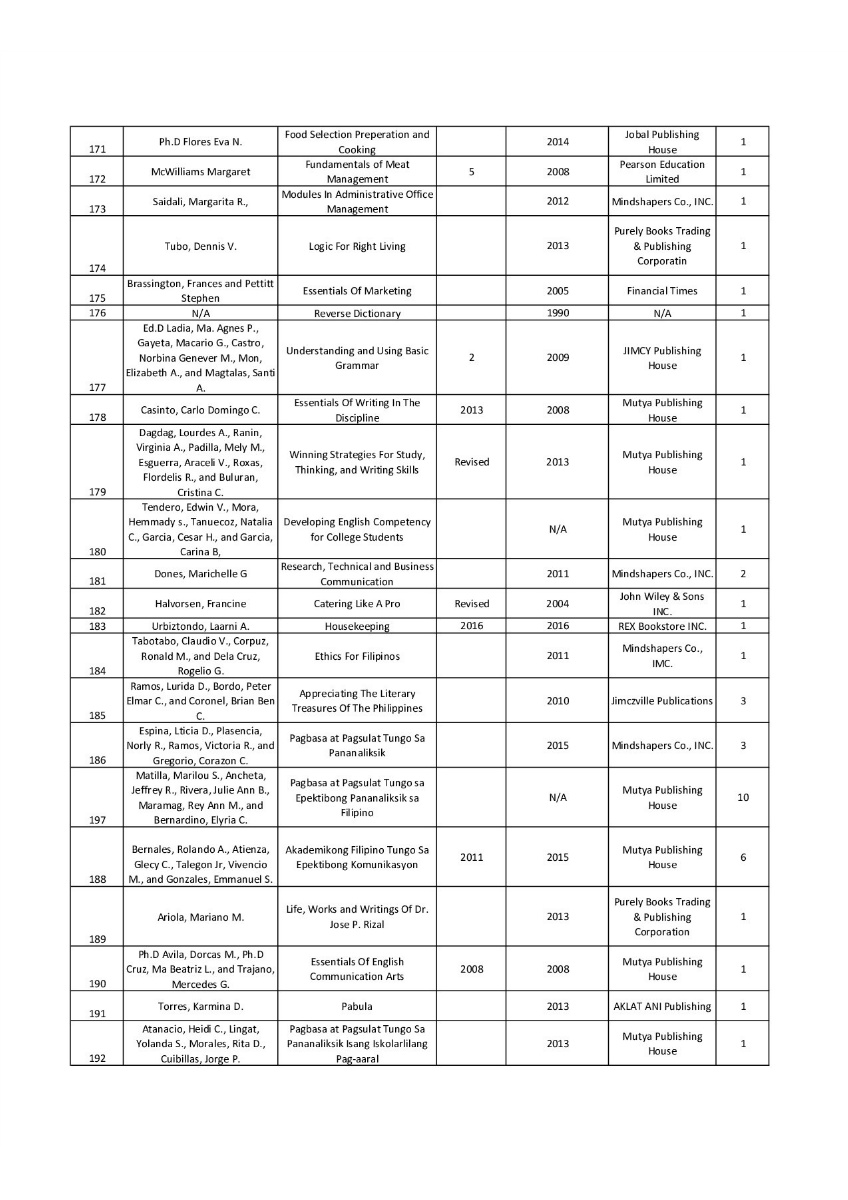 171 Ph.D Flores Eva N. Food Selection Preperation and Cooking 2014 Jobal Publishing House 1
172 McWilliams Margaret Fundamentals of Meat Management 5 2008 Pearson Education Limited 1
173 Saidali, Margarita R., Modules In Administrative Office Management 2012 Mindshapers Co., INC. 1
174 Tubo, Dennis V. Logic For Right Living 2013 Purely Books Trading & Publishing Corporatin 1
175 Brassington, Frances and Pettitt Stephen Essentials Of Marketing 2005 Financial Times 1
176 N/A Reverse Dictionary 1990 N/A 1
177 Ed.D Ladia, Ma. Agnes P., Gayeta, Macario G., Castro, Norbina Genever M., Mon, Elizabeth A., and Magtalas, Santi A. Understanding and Using Basic Grammar 2 2009 JIMCY Publishing House 1
178 Casinto, Carlo Domingo C. Essentials Of Writing In The Discipline 2013 2008 Mutya Publishing House 1
179 Dagdag, Lourdes A., Ranin, Virginia A., Padilla, Mely M., Esguerra, Araceli V., Roxas, Flordelis R., and Buluran, Cristina C. Winning Strategies For Study, Thinking, and Writing Skills Revised 2013 Mutya Publishing House 1
180 Tendero, Edwin V., Mora, Hemmady s., Tanuecoz, Natalia C., Garcia, Cesar H., and Garcia, Carina B, Developing English Competency for College Students N/A Mutya Publishing House 1
181 Dones, Marichelle G Research, Technical and Business Communication 2011 Mindshapers Co., INC. 2
182 Halvorsen, Francine Catering Like A Pro Revised 2004 John Wiley & Sons INC. 1
183 Urbiztondo, Laarni A. Housekeeping 2016 2016 REX Bookstore INC. 1
184 Tabotabo, Claudio V., Corpuz, Ronald M., and Dela Cruz, Rogelio G. Ethics For Filipinos 2011 Mindshapers Co., IMC. 1
185 Ramos, Lurida D., Bordo, Peter Elmar C., and Coronel, Brian Ben C. Appreciating The Literary Treasures Of The Philippines 2010 Jimczville Publications 3
186 Espina, Lticia D., Plasencia, Norly R., Ramos, Victoria R., and Gregorio, Corazon C. Pagbasa at Pagsulat Tungo Sa Pananaliksik 2015 Mindshapers Co., INC. 3
197 Matilla, Marilou S., Ancheta, Jeffrey R., Rivera, Julie Ann B., Maramag, Rey Ann M., and Bernardino, Elyria C. Pagbasa at Pagsulat Tungo sa Epektibong Pananaliksik sa Filipino N/A Mutya Publishing House 10
188 Bernales, Rolando A., Atienza, Glecy C., Talegon Jr, Vivencio M., and Gonzales, Emmanuel S. Akademikong Filipino Tungo Sa Epektibong Komunikasyon 2011 2015 Mutya Publishing House 6
189 Ariola, Mariano M. Life, Works and Writings Of Dr. Jose P. Rizal 2013 Purely Books Trading & Publishing Corporation 1
190 Ph.D Avila, Dorcas M., Ph.D Cruz, Ma Beatriz L., and Trajano, Mercedes G. Essentials Of English Communication Arts 2008 2008 Mutya Publishing House 1
191 Torres, Karmina D. Pabula 2013 AKLAT ANI Publishing 1
192 Atanacio, Heidi C., Lingat, Yolanda S., Morales, Rita D., Cuibillas, Jorge P. Pagbasa at Pagsulat Tungo Sa Pananaliksik Isang Iskolarlilang Pag-aaral 2013 Mutya Publishing House 1